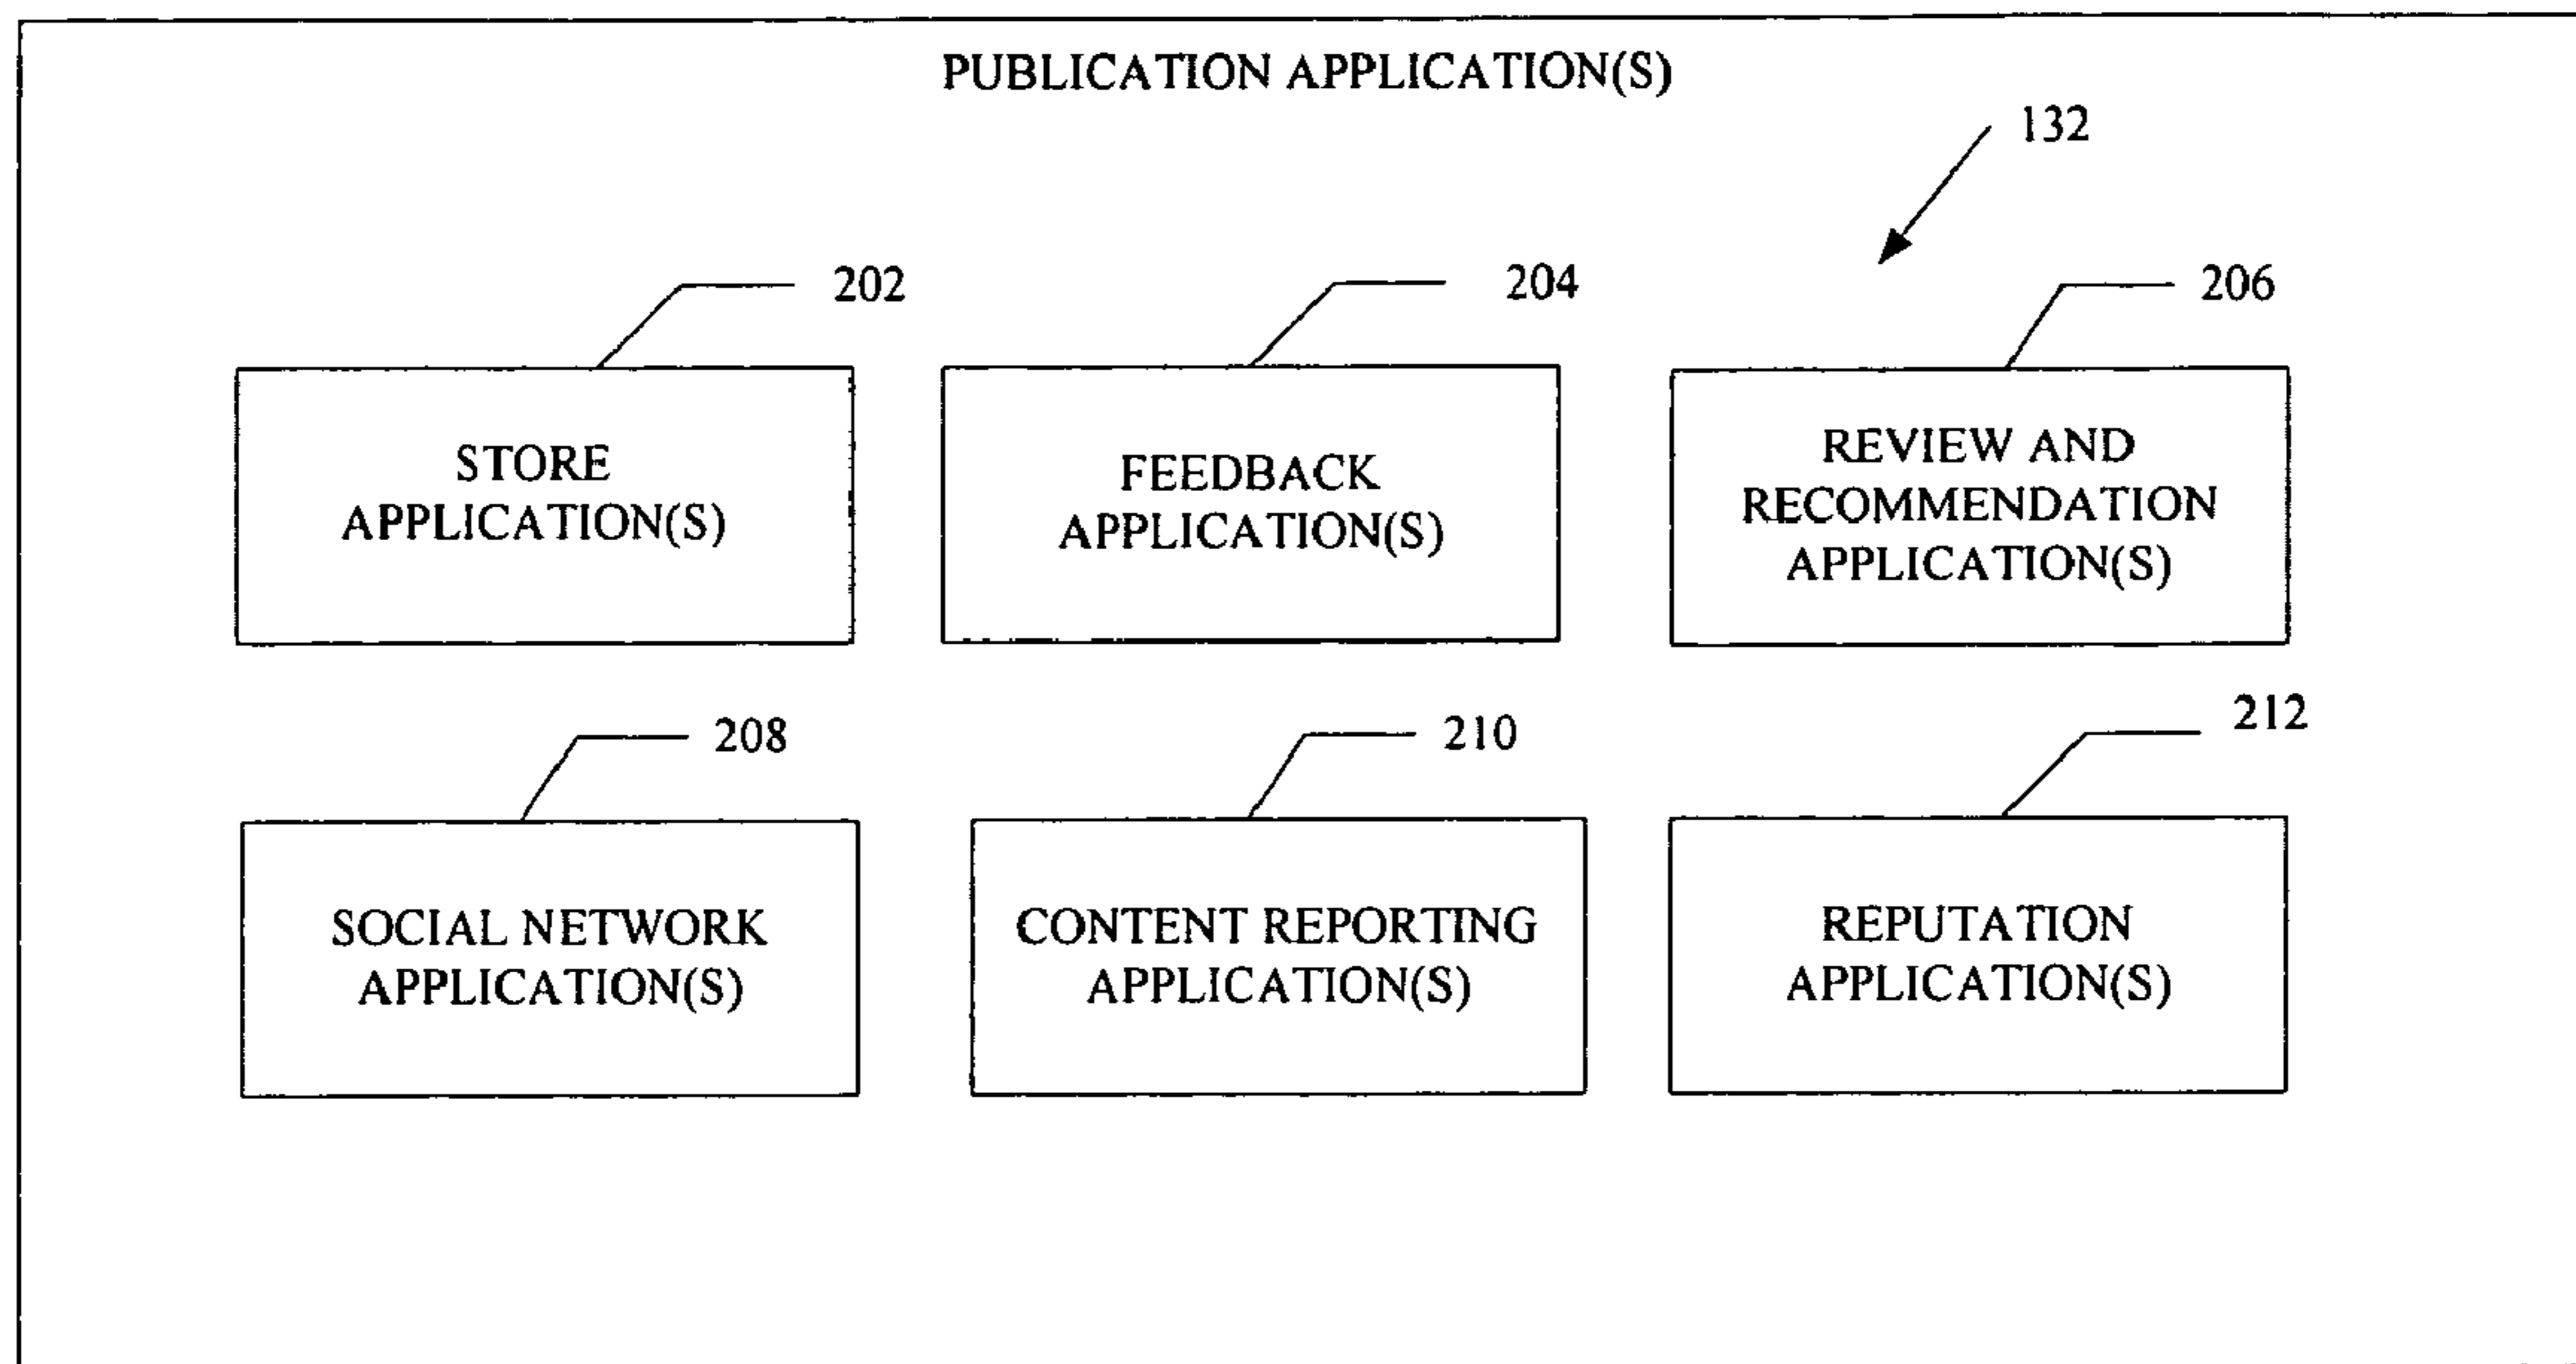 PUBLICATION APPLICATION(S)
132
202
204
206
STORE
APPLICATION(S)
FEEDBACK
APPLICATION(S)
REVIEW AND
RECOMMENDATION
APPLICATION(S)
208
210
212
SOCIAL NETWORK
APPLICATION(S)
CONTENT REPORTING
APPLICATION(S)
REPUTATION
APPLICATION(S)